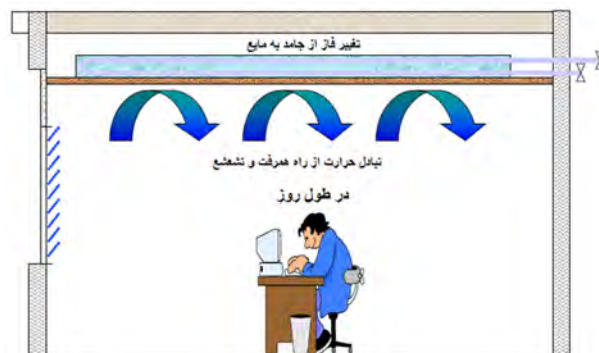 تغییر فاز از جامد به مایع
تبادل حرارت از راه همرفت و تشعشع
در طول روز